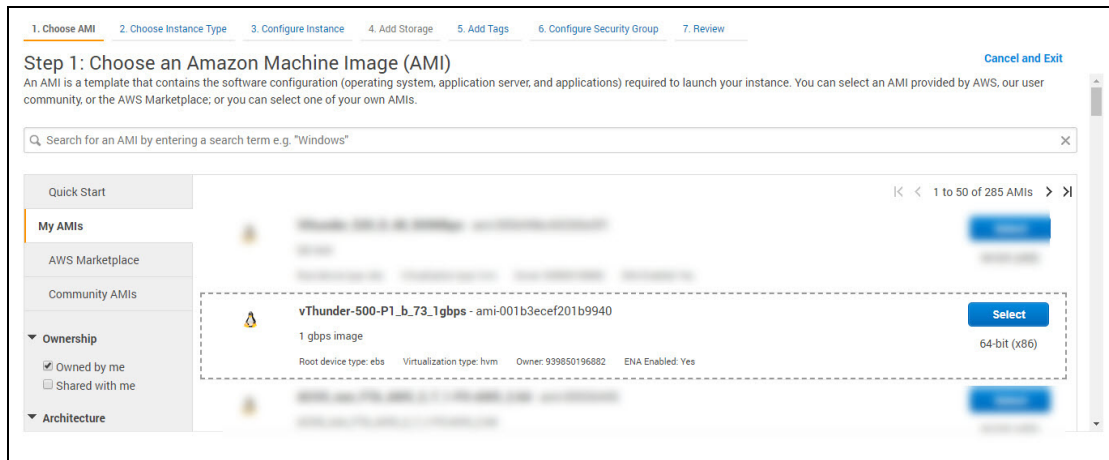 1. Choose AMI 2. Choose Instance Type 3. Configure Instance 4. Add Storage 5. Add Tags 6. Configure Security Group 7. Review
Step 1: Choose an Amazon Machine Image (AMI)
Cancel and Exit
An AMI is a template that contains the software configuration (operating system, application server, and applications) required to launch your instance. You can select an AMI provided by AWS, our user
community, or the AWS Marketplace; or you can select one of your own AMIs.
Search for an AMI by entering a search term e.g. "Windows"
Quick Start
1 to 50 of 285 AMIs
My AMIs
AWS Marketplace
Community AMIs
Ownership
Owned by me
Shared with me
Architecture
Select
vThunder-500-P1_b_73_1gbps - ami-001b3ecef201b9940
Select
1 gbps image
64-bit (x86)
Root device type: ebs Virtualization type: hvm Owner: 939850196882 ENA Enabled: Yes